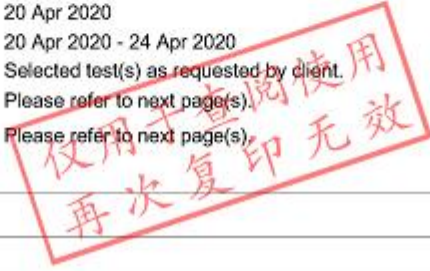 20 Apr 2020
20 Apr 2020 - 24 Apr 2020
Selected test(s) as requested by client.
Please refer to next page(s).
Please refer to next page(s).
仅用于查阅使用
再次复印无效